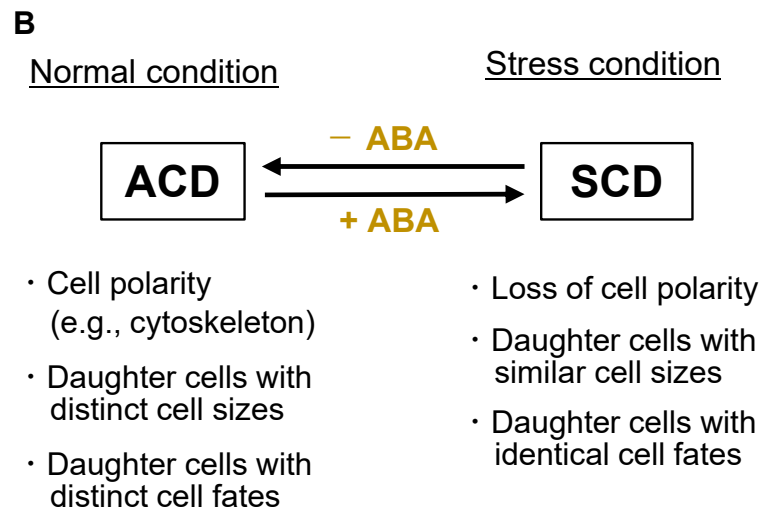 B
Normal condition
Stress condition
− ABA
ACD
SCD
+ ABA
· Cell polarity
(e.g., cytoskeleton)
· Daughter cells with
distinct cell sizes
· Daughter cells with
distinct cell fates
· Loss of cell polarity
· Daughter cells with
similar cell sizes
· Daughter cells with
identical cell fates